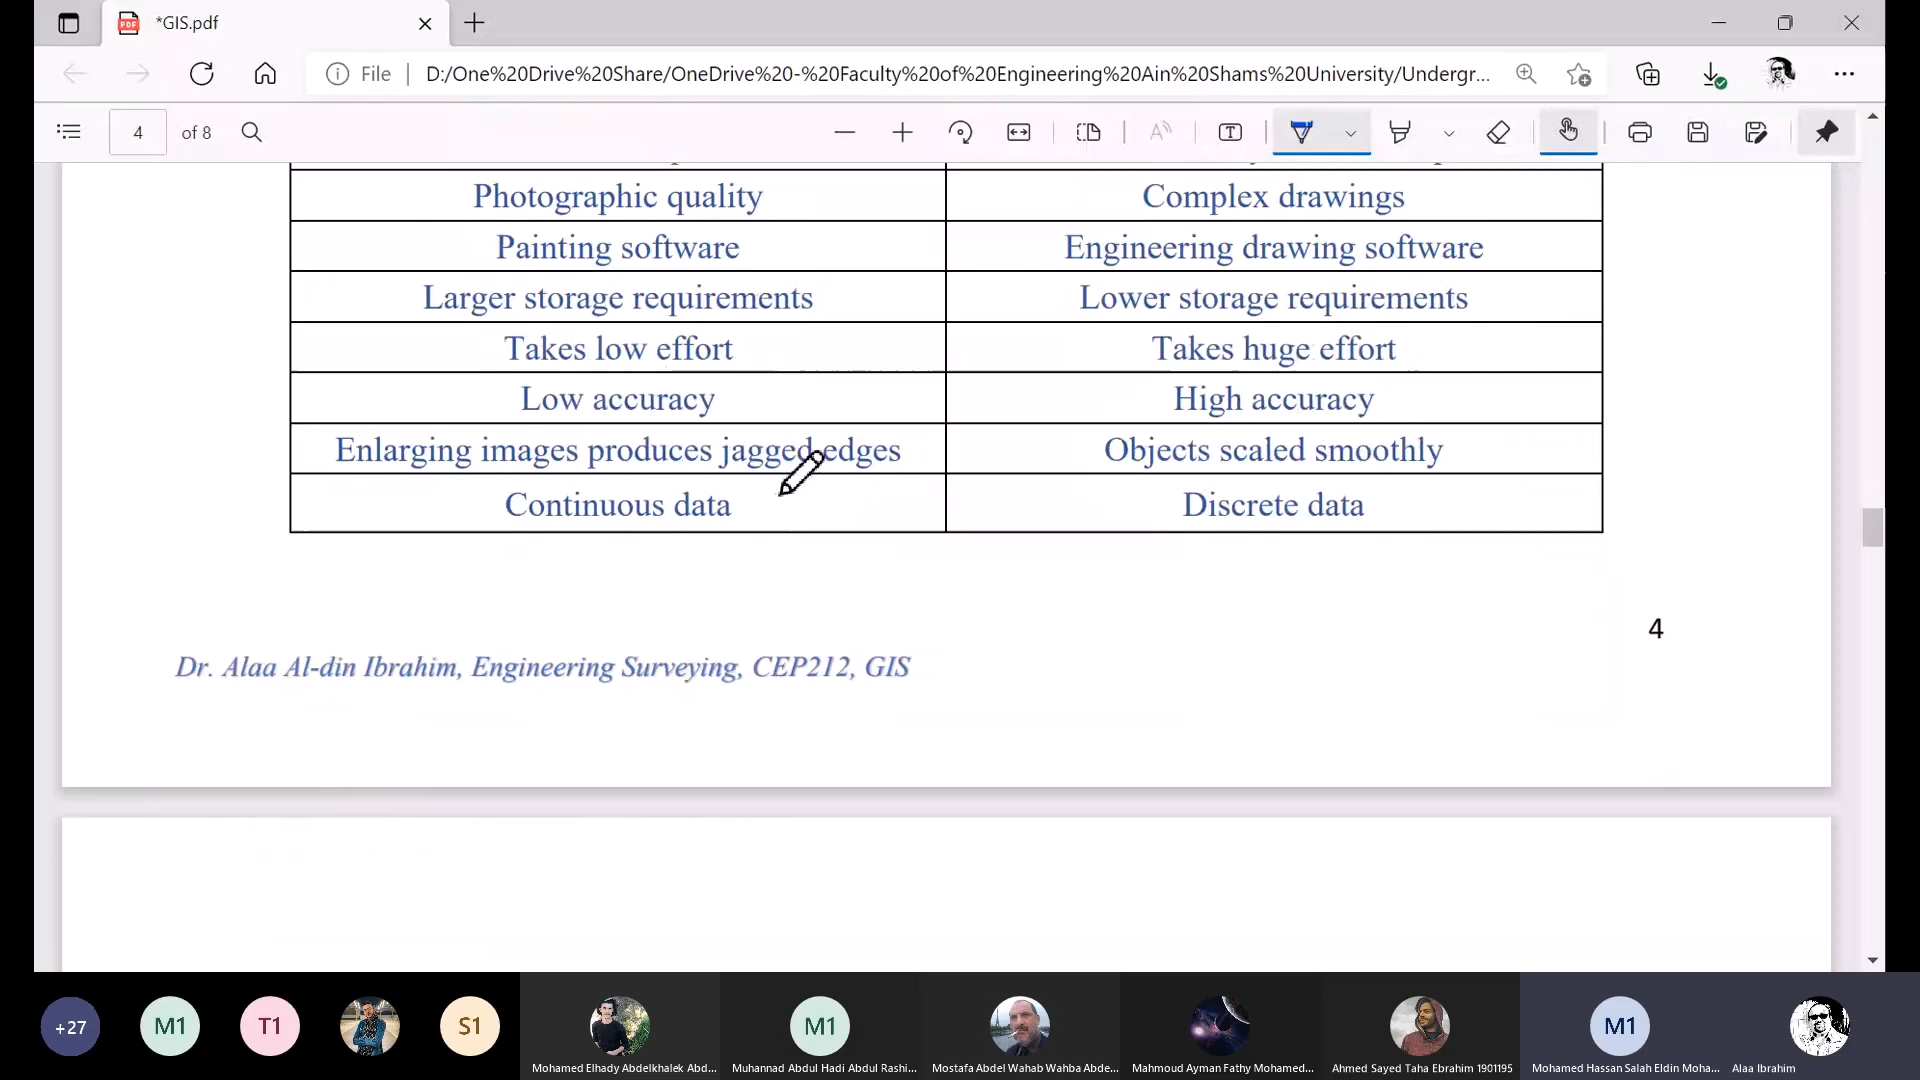 *GIS.pdf
File
D:/One%20Drive%20Share/OneDrive%20-%20Faculty%20of%20Engineering%20Ain%20Shams%20University/Undergr...
4 of 8
Photographic quality Complex drawings
Painting software Engineering drawing software
Larger storage requirements Lower storage requirements
Takes low effort Takes huge effort
Low accuracy High accuracy
Enlarging images produces jagged edges Objects scaled smoothly
Continuous data Discrete data
4
Dr. Alaa Al-din Ibrahim, Engineering Surveying, CEP212, GIS
+27 M1 T1 S1 M1 M1
Mohamed Elhady Abdelkhalek Abd... Muhannad Abdul Hadi Abdul Rashi... Mostafa Abdel Wahab Wahba Abde... Mahmoud Ayman Fathy Mohamed... Ahmed Sayed Taha Ebrahim 1901195 Mohamed Hassan Salah Eldin Moha... Alaa Ibrahim